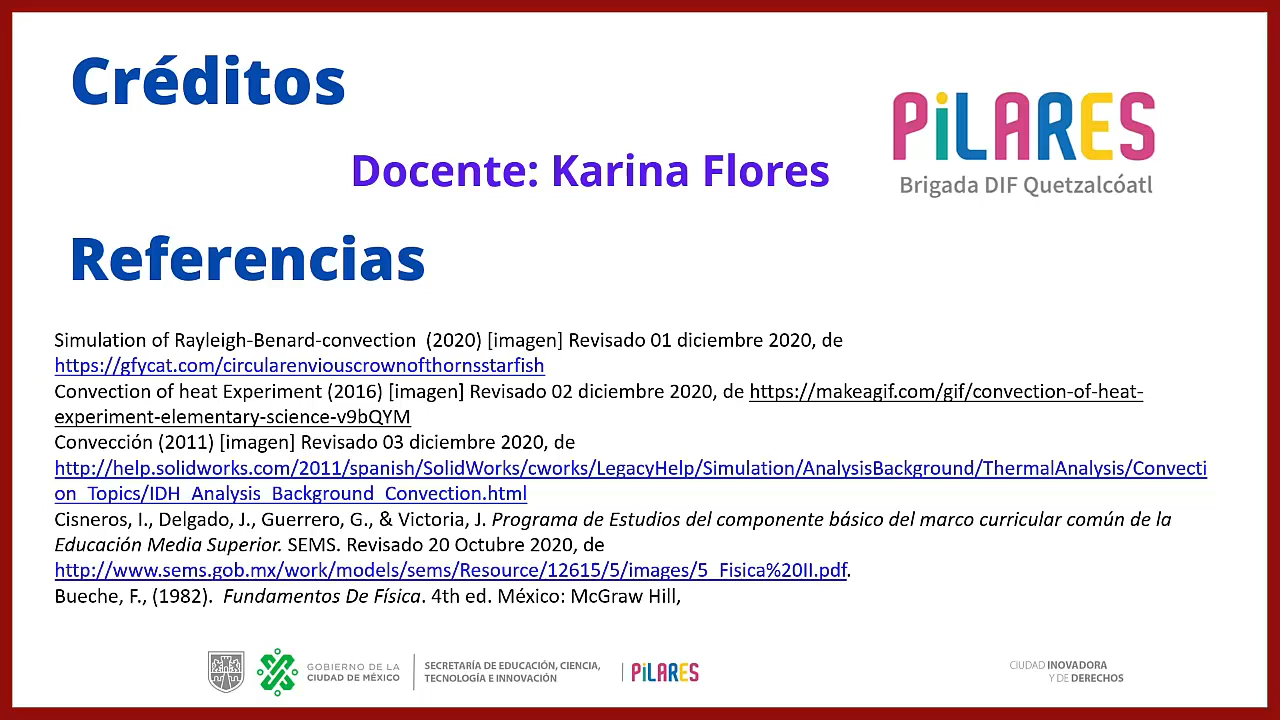 Créditos
PiLARES
Docente: Karina Flores
Brigada DIF Quetzalcóatl
Referencias
Simulation of Rayleigh-Benard-convection (2020) [imagen] Revisado 01 diciembre 2020, de
https://gfycat.com/circularenviouscrownofthornsstarfish
Convection of heat Experiment (2016) [imagen] Revisado 02 diciembre 2020, de https://makeagif.com/gif/convection-of-heat-
experiment-elementary-science-v9bQYM
Convección (2011) [imagen] Revisado 03 diciembre 2020, de
http://help.solidworks.com/2011/spanish/SolidWorks/cworks/LegacyHelp/Simulation/AnalysisBackground/ThermalAnalysis/Convecti
on_Topics/IDH_Analysis_Background_Convection.html
Cisneros, I., Delgado, J., Guerrero, G., & Victoria, J. Programa de Estudios del componente básico del marco curricular común de la
Educación Media Superior. SEMS. Revisado 20 Octubre 2020, de
http://www.sems.gob.mx/work/models/sems/Resource/12615/5/images/5_Fisica%20II.pdf.
Bueche, F., (1982). Fundamentos De Física. 4th ed. México: McGraw Hill,
GOBIERNO DE LA
CIUDAD DE MÉXICO
SECRETARÍA DE EDUCACIÓN, CIENCIA,
TECNOLOGÍA E INNOVACIÓN
PiLARES
CIUDAD INOVADORA
Y DE DERECHOS